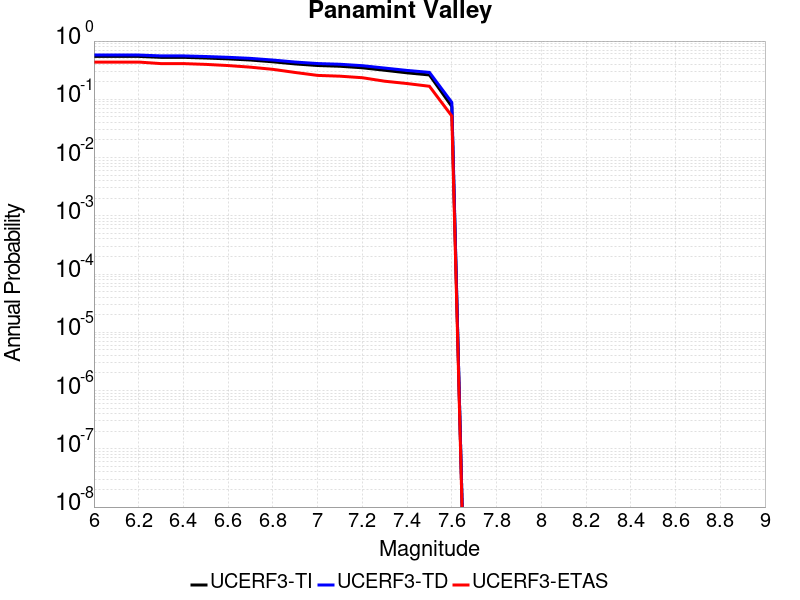 Panamint Valley
10^0
10^-1
10^-2
10^-3
10^-4
10^-5
10^-6
10^-7
10^-8
Annual Probability
6 6.2 6.4 6.6 6.8 7 7.2 7.4 7.6 7.8 8 8.2 8.4 8.6 8.8 9
Magnitude
UCERF3-TI UCERF3-TD UCERF3-ETAS